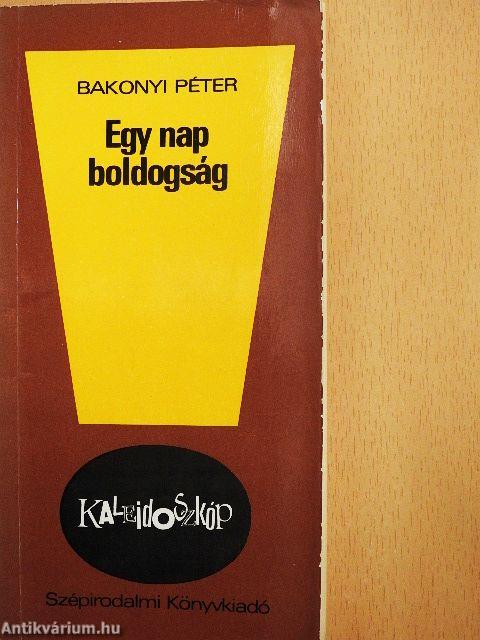 BAKONYI PÉTER
Egy nap
boldogság
KALEIDOSZKÓP
Szépirodalmi Könyvkiadó
Antikvárium.hu